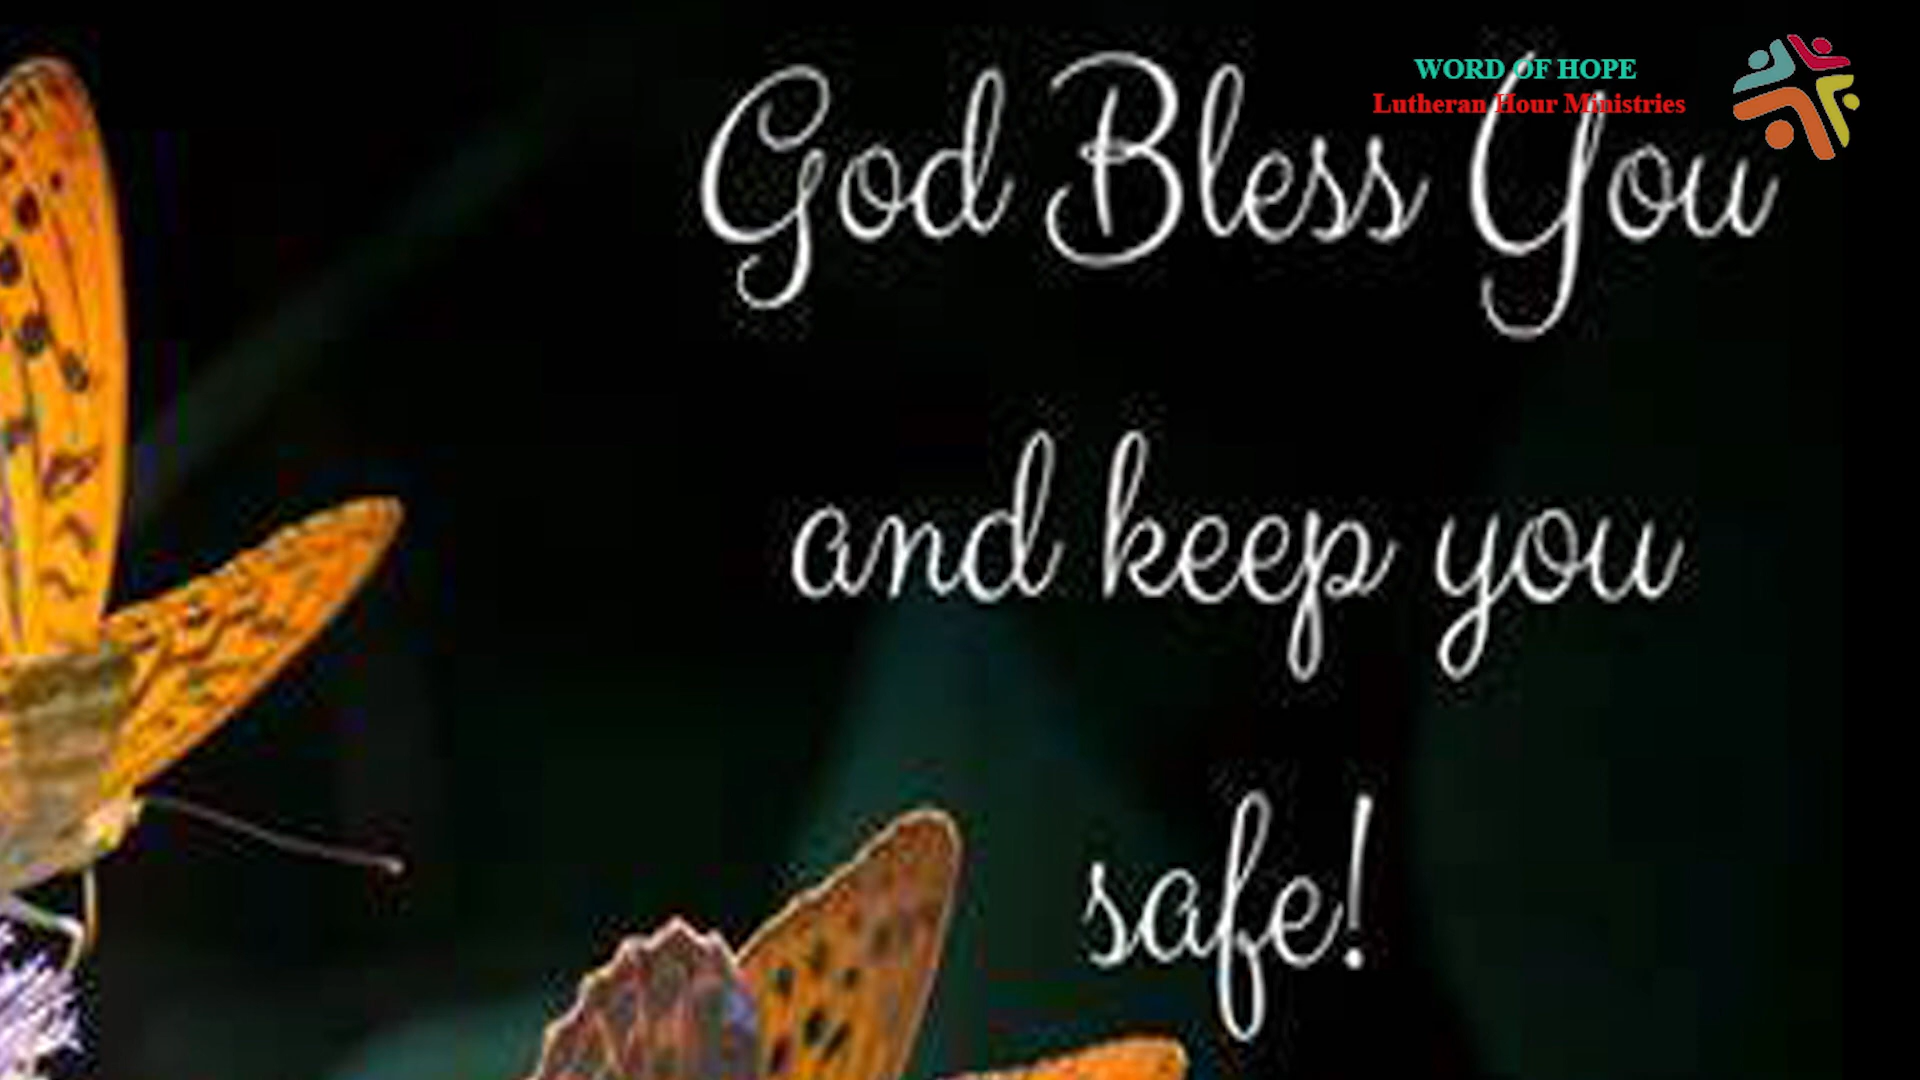 WORD OF HOPE
Lutheran Hour Ministries
God Bless You
and keep you
safe!